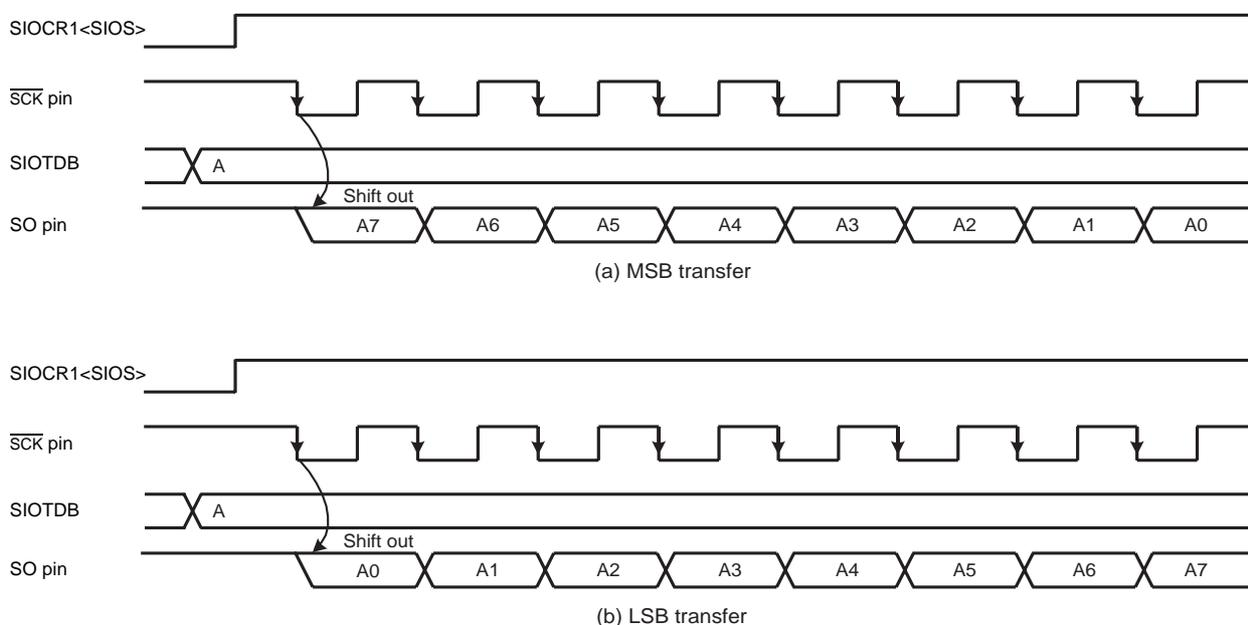 SIOCR1<SIOS>
SCK pin
SIOTDB
A
Shift out
SO pin
A7 A6 A5 A4 A3 A2 A1 A0
(a) MSB transfer
SIOCR1<SIOS>
SCK pin
SIOTDB
A
Shift out
SO pin
A0 A1 A2 A3 A4 A5 A6 A7
(b) LSB transfer